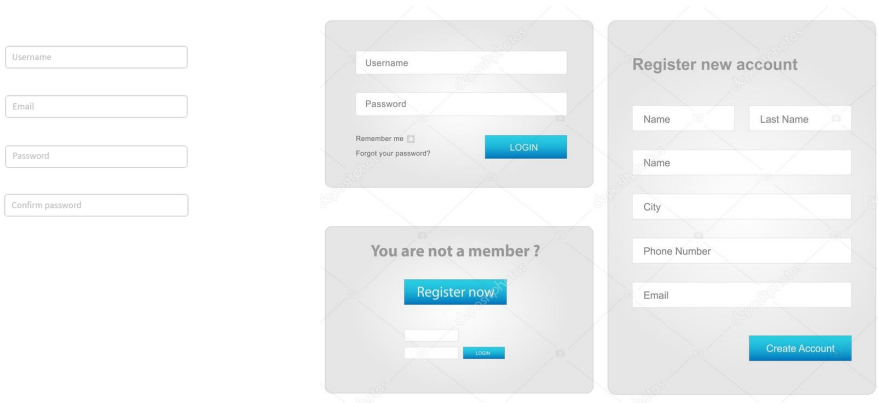 Username
Email
Password
Confirm password
Username
Password
Remember me
Forgot your password?
LOGIN
You are not a member ?
Register now
LOGIN
Register new account
Name Last Name
Name
City
Phone Number
Email
Create Account